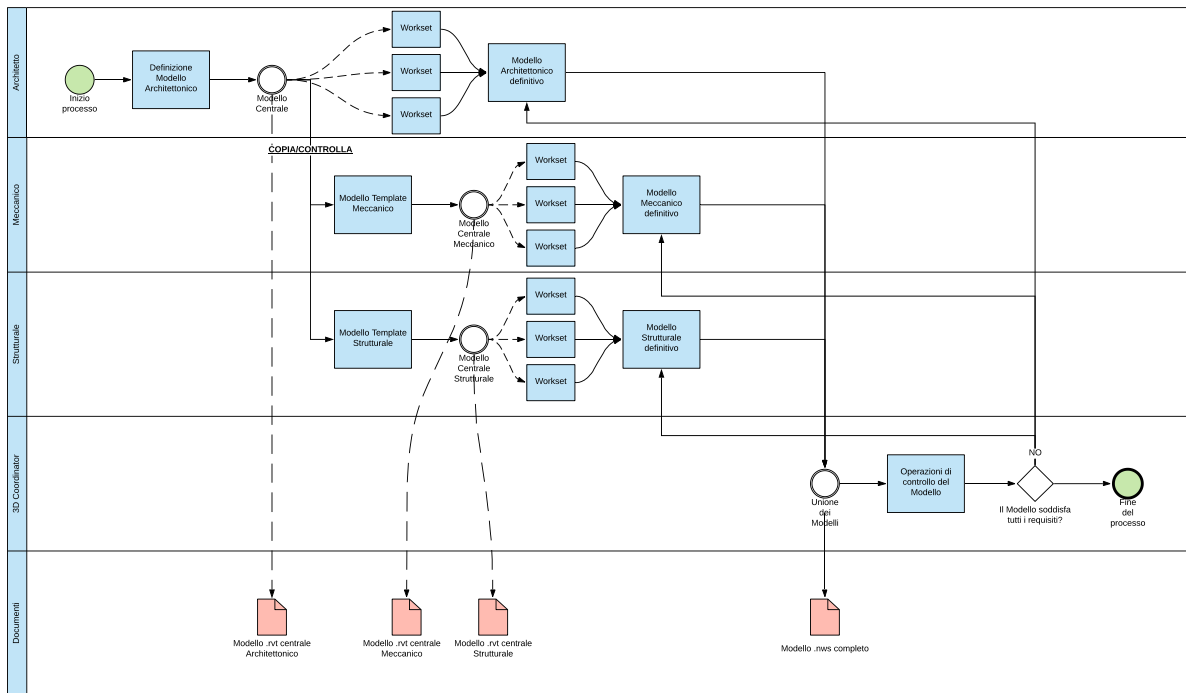 Architetto
Inizio
processo
Definizione
Modello
Architettonico
Modello
Centrale
Workset
Workset
Workset
Modello
Architettonico
definitivo
COPIA/CONTROLLA
Meccanico
Modello Template
Meccanico
Modello
Centrale
Meccanico
Workset
Workset
Workset
Modello
Meccanico
definitivo
Strutturale
Modello Template
Strutturale
Modello
Centrale
Strutturale
Workset
Workset
Workset
Modello
Strutturale
definitivo
3D Coordinator
Unione
dei
Modelli
Operazioni di
controllo del
Modello
NO
Il Modello soddisfa
tutti i requisiti?
Fine
del
processo
Documenti
Modello .rvt centrale
Architettonico
Modello .rvt centrale
Meccanico
Modello .rvt centrale
Strutturale
Modello .nws completo